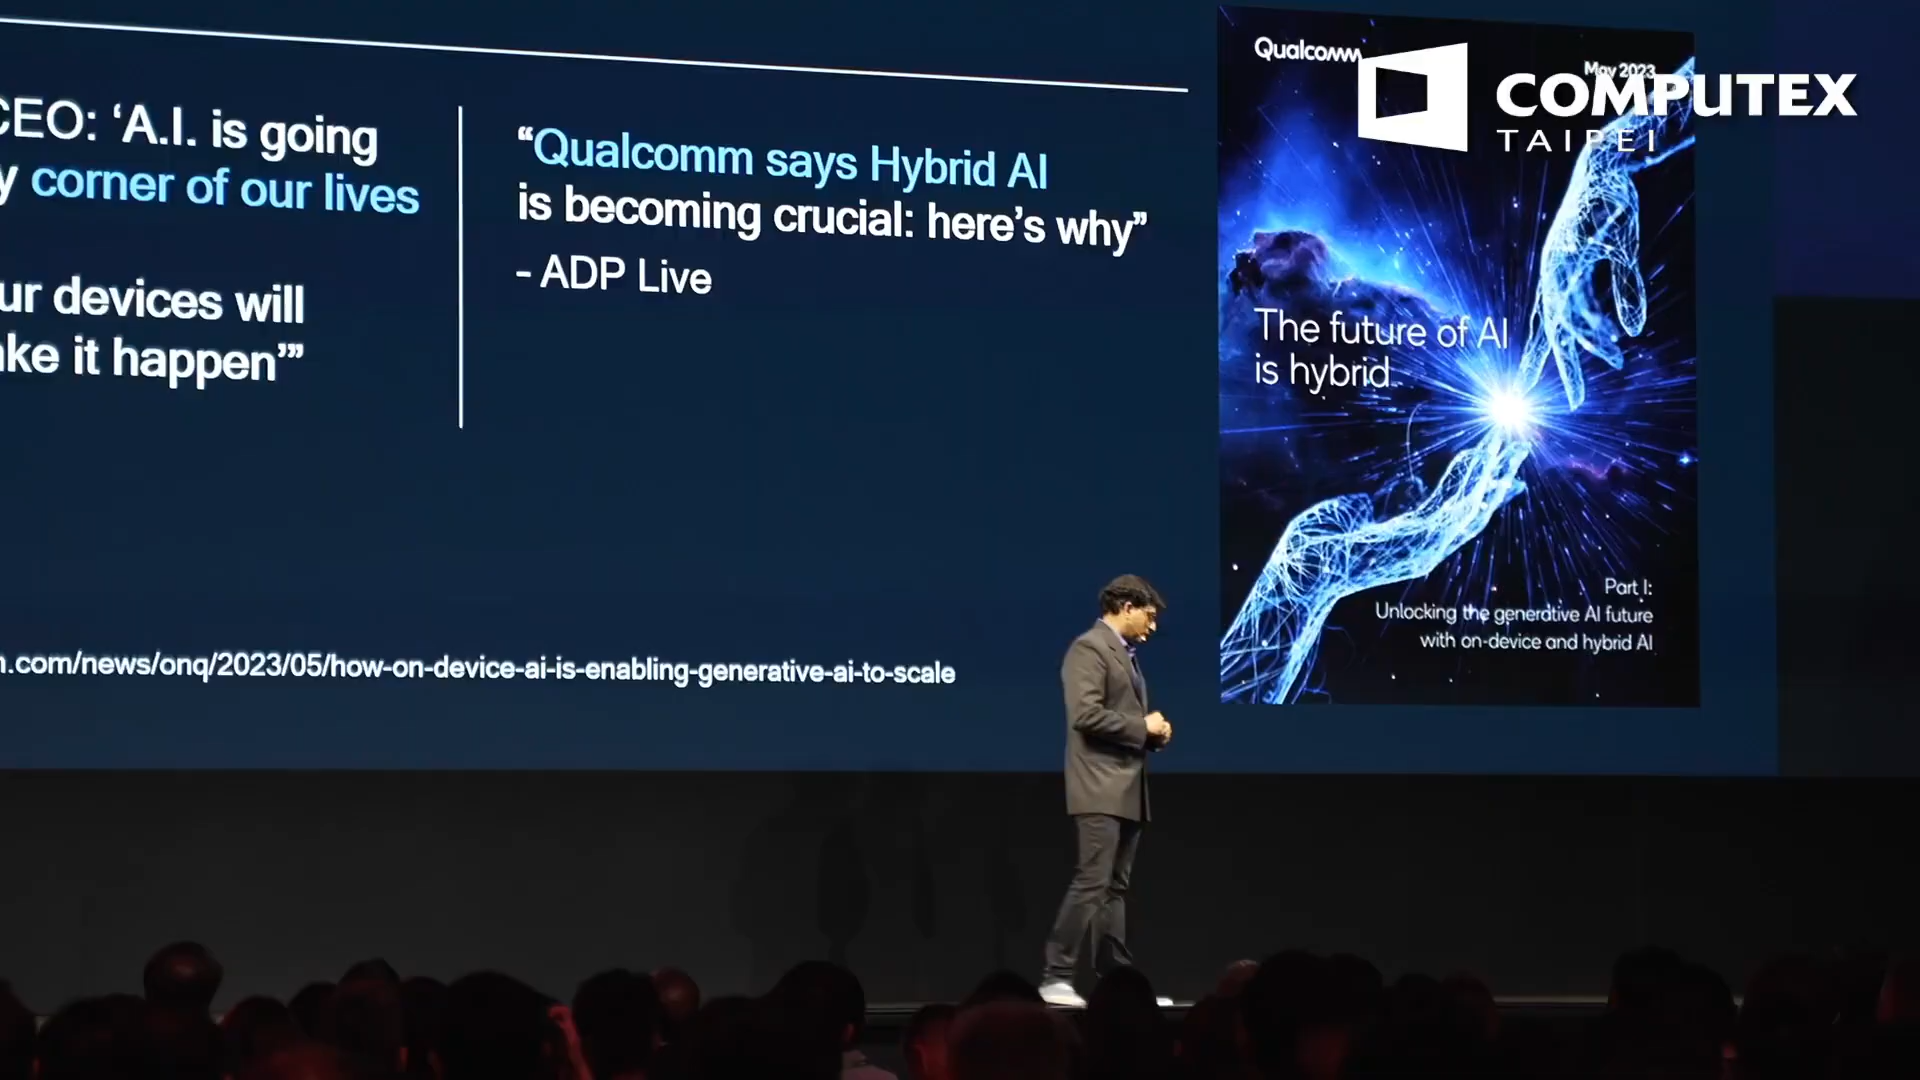 CEO: ‘A.I. is going
y corner of our lives
ur devices will
ke it happen’”
“Qualcomm says Hybrid AI
is becoming crucial: here’s why”
- ADP Live
.com/news/onq/2023/05/how-on-device-ai-is-enabling-generative-ai-to-scale
Qualcomm
May 2023
COMPUTEX
TAIPEI
The future of AI
is hybrid
Part I:
Unlocking the generative AI future
with on-device and hybrid AI